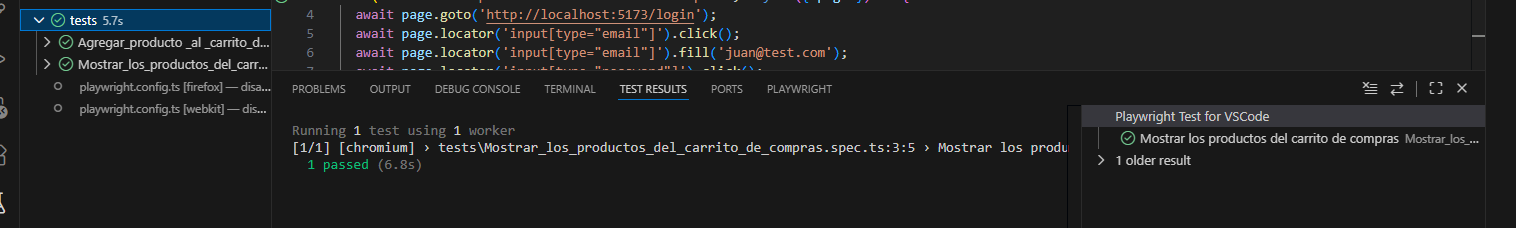 tests 5.7s
Agregar_producto _al _carrito_d...
Mostrar_los_productos_del_carr...
playwright.config.ts [firefox] — disa...
playwright.config.ts [webkit] — dis...
4 await page.goto('http://localhost:5173/login');
5 await page.locator('input[type="email"]').click();
6 await page.locator('input[type="email"]').fill('juan@test.com');
PROBLEMS OUTPUT DEBUG CONSOLE TERMINAL TEST RESULTS PORTS PLAYWRIGHT
Running 1 test using 1 worker
[1/1] [chromium] › tests\Mostrar_los_productos_del_carrito_de_compras.spec.ts:3:5 › Mostrar los produ
1 passed (6.8s)
Playwright Test for VSCode
Mostrar los productos del carrito de compras Mostrar_los_...
1 older result